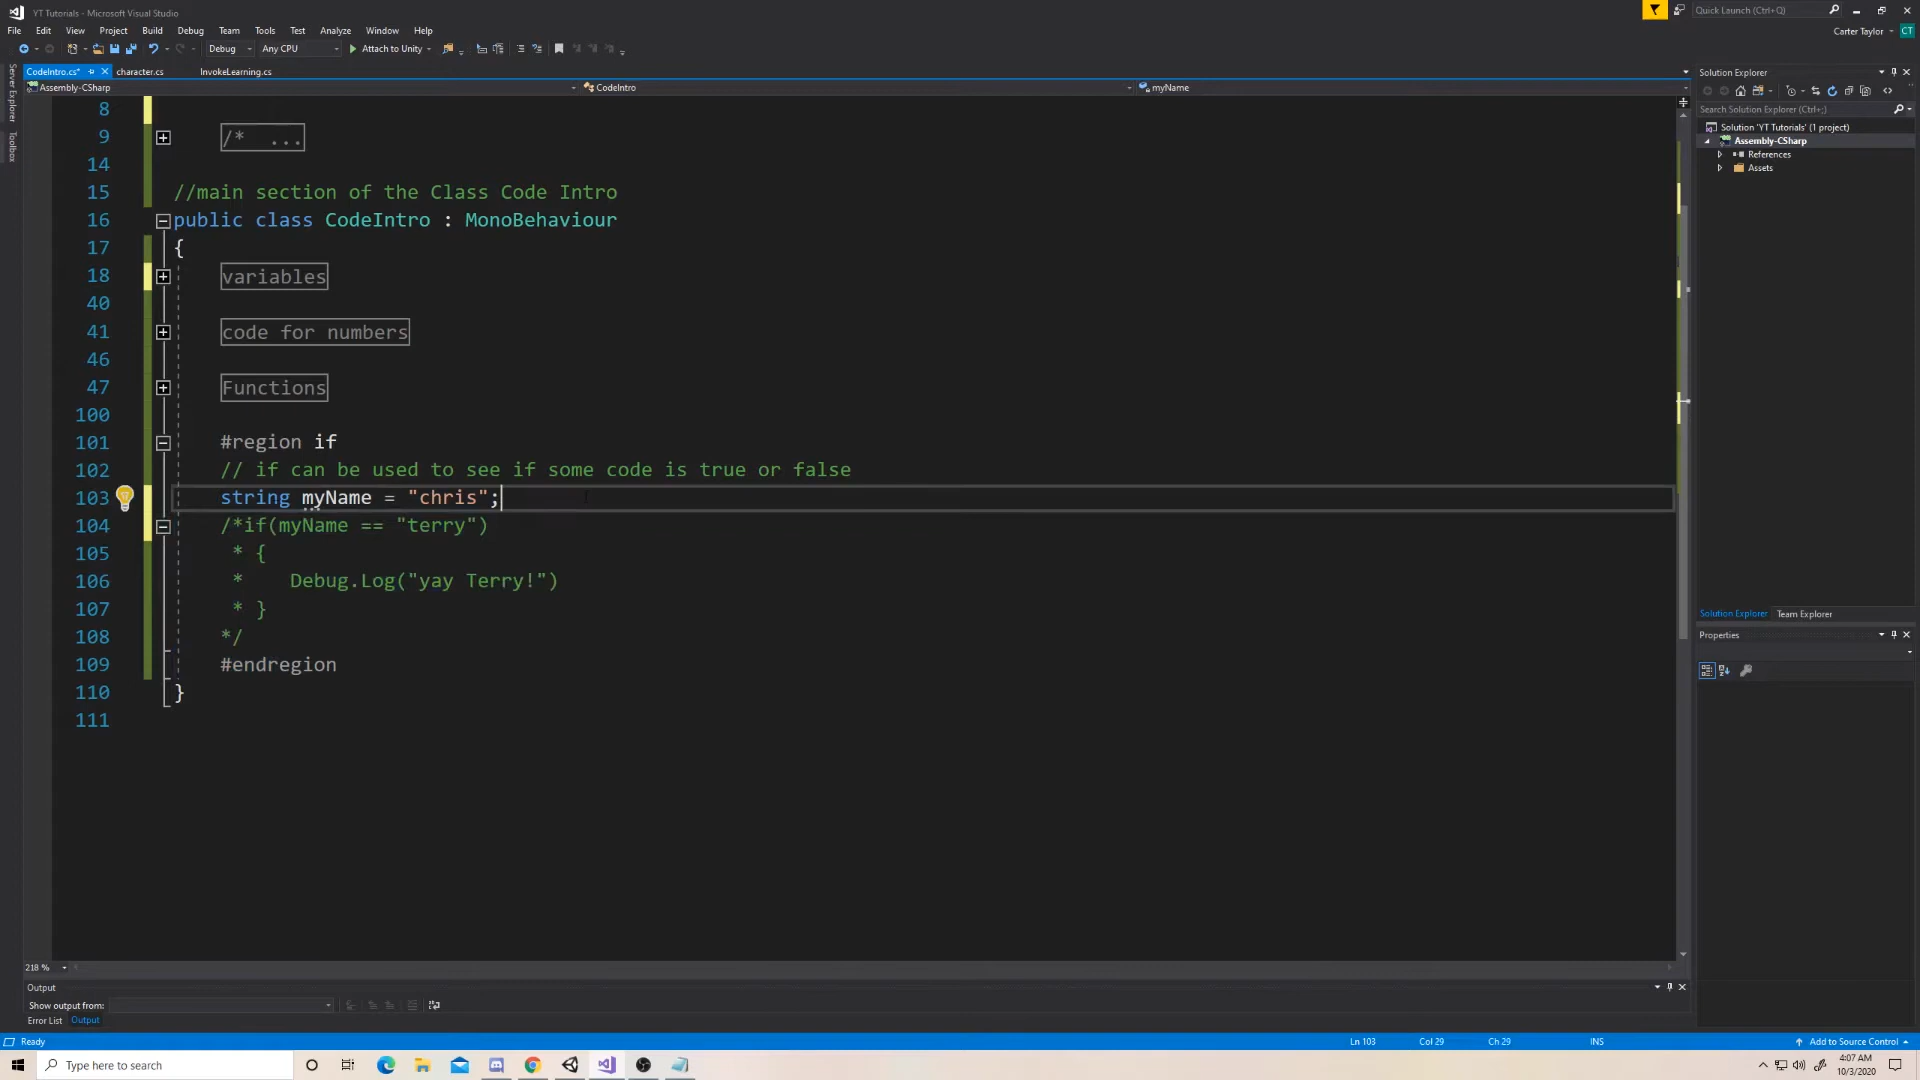 YT Tutorials - Microsoft Visual Studio
Quick Launch (Ctrl+Q)
File Edit View Project Build Debug Team Tools Test Analyze Window Help
Carter Taylor CT
Debug Any CPU Attach to Unity
Server Explorer
Toolbox
CodeIntro.cs* character.cs InvokeLearning.cs
Assembly-CSharp CodeIntro myName
8
9 /* ...
14
15 //main section of the Class Code Intro
16 public class CodeIntro : MonoBehaviour
17 {
18 variables
40
41 code for numbers
46
47 Functions
100
101 #region if
102 // if can be used to see if some code is true or false
103 string myName = "chris";
104 /*if(myName == "terry")
105 * {
106 * Debug.Log("yay Terry!")
107 * }
108 */
109 #endregion
110 }
111
218 %
Solution Explorer
Search Solution Explorer (Ctrl+;)
Solution 'YT Tutorials' (1 project)
Assembly-CSharp
References
Assets
Solution Explorer Team Explorer
Properties
Output
Show output from:
Error List Output
Ready Ln 103 Col 29 Ch 29 INS Add to Source Control
Type here to search
4:07 AM
10/3/2020